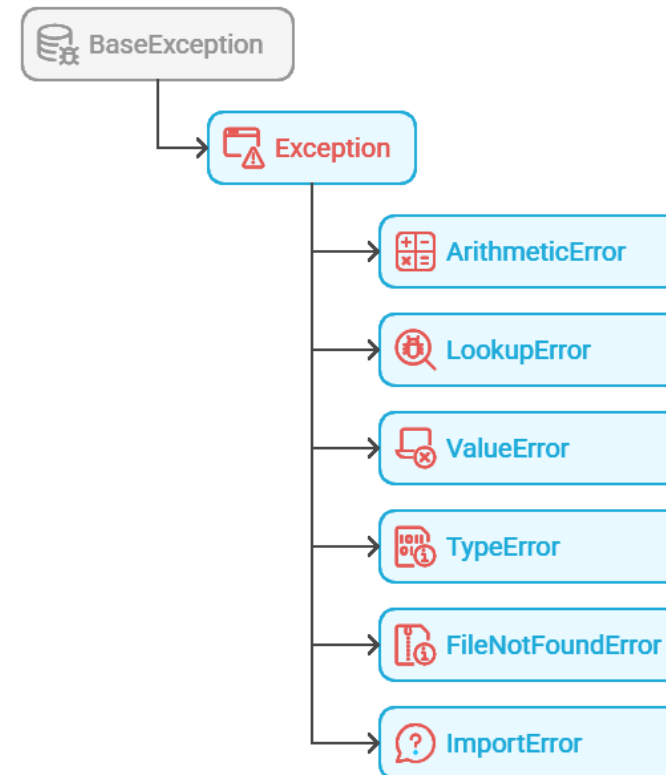 BaseException
Exception
ArithmeticError
LookupError
ValueError
TypeError
FileNotFoundError
ImportError